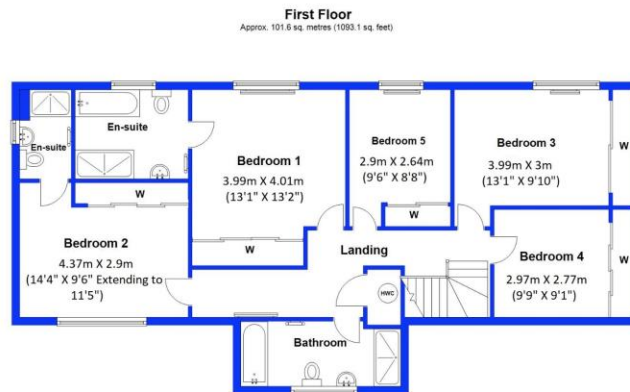 First Floor
Approx. 101.6 sq. metres (1093.1 sq. feet)
En-suite
En-suite
W
Bedroom 1
3.99m X 4.01m
(13'1" X 13'2")
W
Bedroom 5
2.9m X 2.64m
(9'6" X 8'8")
W
Bedroom 3
3.99m X 3m
(13'1" X 9'10")
W
Bedroom 2
4.37m X 2.9m
(14'4" X 9'6" Extending to
11'5")
Landing
HWC
Bedroom 4
2.97m X 2.77m
(9'9" X 9'1")
W
Bathroom